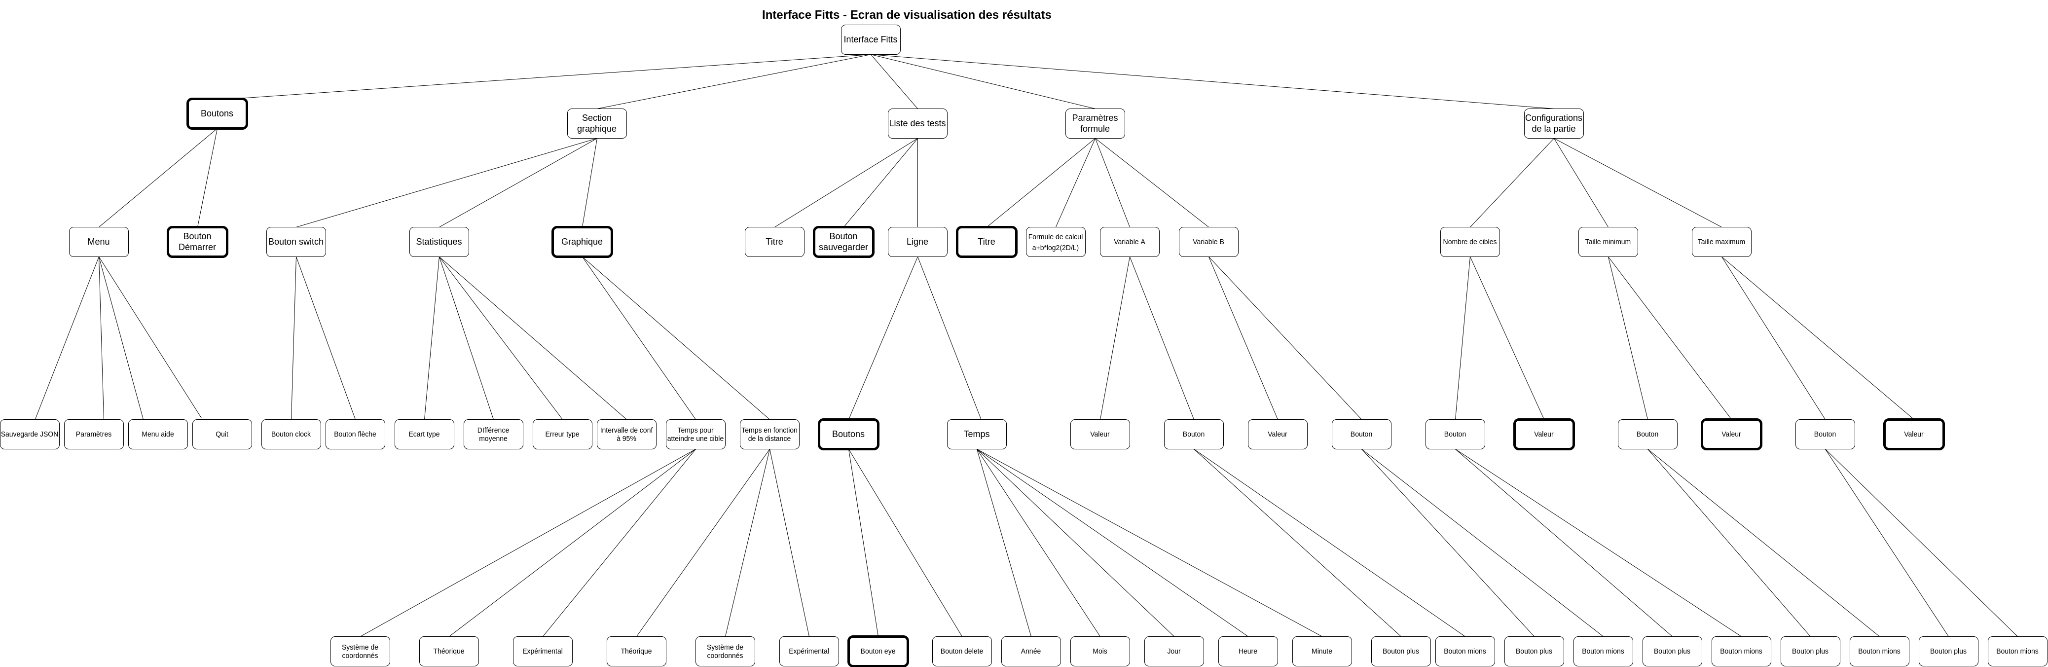 Interface Fitts - Ecran de visualisation des résultats
Interface Fitts
Boutons
Section
graphique
Liste des tests
Paramètres
formule
Configurations
de la partie
Menu
Bouton
Démarrer
Bouton switch
Statistiques
Graphique
Titre
Bouton
sauvegarder
Ligne
Titre
Formule de calcul
a+b*log2(2D/L)
Variable A
Variable B
Nombre de cibles
Taille minimum
Taille maximum
Sauvegarde JSON
Paramètres
Menu aide
Quit
Bouton clock
Bouton flèche
Ecart type
Différence
moyenne
Erreur type
Intervalle de conf
à 95%
Temps pour
atteindre une cible
Temps en fonction
de la distance
Boutons
Temps
Valeur
Bouton
Valeur
Bouton
Bouton
Valeur
Bouton
Valeur
Bouton
Valeur
Système de
coordonnés
Théorique
Expérimental
Théorique
Système de
coordonnés
Expérimental
Bouton eye
Bouton delete
Année
Mois
Jour
Heure
Minute
Bouton plus
Bouton mions
Bouton plus
Bouton mions
Bouton plus
Bouton mions
Bouton plus
Bouton mions
Bouton plus
Bouton mions